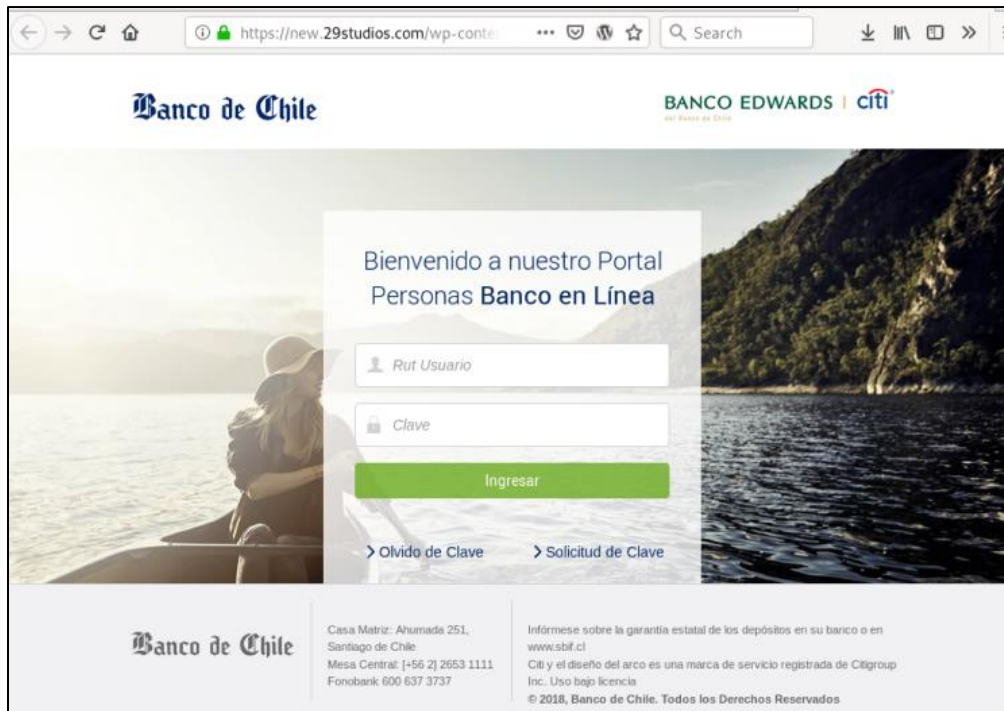 https://new.29studios.com/wp-conte
Search
Banco de Chile
BANCO EDWARDS | citi
del Banco de Chile
Bienvenido a nuestro Portal
Personas Banco en Línea
Rut Usuario
Clave
Ingresar
Olvido de Clave
Solicitud de Clave
Banco de Chile
Casa Matriz: Ahumada 251,
Santiago de Chile
Mesa Central: [+56 2] 2653 1111
Fonobank 600 637 3737
Infórmese sobre la garantía estatal de los depósitos en su banco o en
www.sbif.cl
Citi y el diseño del arco es una marca de servicio registrada de Citigroup
Inc. Uso bajo licencia
© 2018, Banco de Chile. Todos los Derechos Reservados